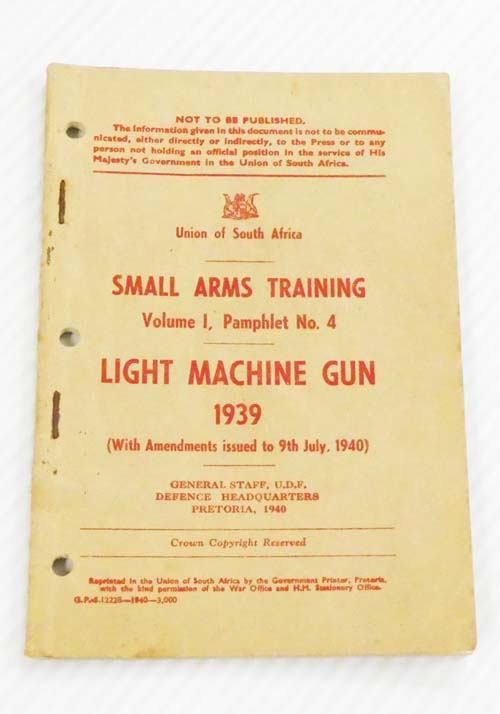 NOT TO BE PUBLISHED.
The information given in this document is not to be commu-
nicated, either directly or indirectly, to the Press or to any
person not holding an official position in the service of His
Majesty's Government in the Union of South Africa.
Union of South Africa
SMALL ARMS TRAINING
Volume I, Pamphlet No. 4
LIGHT MACHINE GUN
1939
(With Amendments issued to 9th July, 1940)
GENERAL STAFF, U.D.F.
DEFENCE HEADQUARTERS
PRETORIA, 1940
Crown Copyright Reserved
Reprinted in the Union of South Africa by the Government Printer, Pretoria,
with the kind permission of the War Office and H.M. Stationery Office.
G.P.-S.12228—1940—3,000